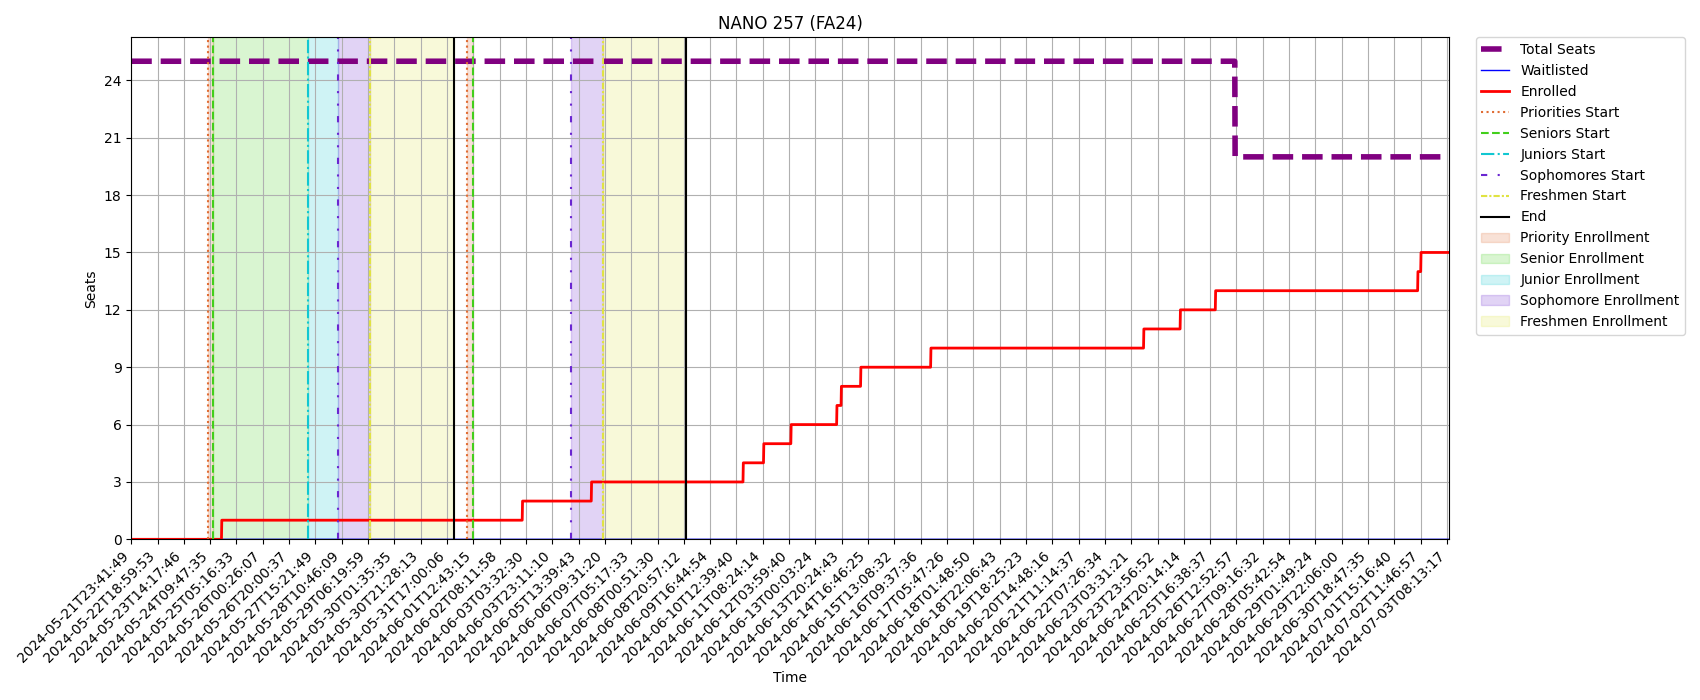 NANO 257 (FA24)
Seats
24
21
18
15
12
9
6
3
0
2024-05-21T23:41:49
2024-05-22T18:59:53
2024-05-23T14:17:46
2024-05-24T09:47:35
2024-05-25T05:16:33
2024-05-26T00:26:07
2024-05-26T20:00:37
2024-05-27T15:21:49
2024-05-28T10:46:09
2024-05-29T06:19:59
2024-05-30T01:35:35
2024-05-30T21:28:13
2024-05-31T17:00:06
2024-06-01T12:43:15
2024-06-02T08:11:58
2024-06-03T03:32:30
2024-06-03T23:11:10
2024-06-05T13:39:43
2024-06-06T09:31:20
2024-06-07T05:17:33
2024-06-08T00:51:30
2024-06-08T20:57:12
2024-06-09T16:44:54
2024-06-10T12:39:40
2024-06-11T08:24:14
2024-06-12T03:59:40
2024-06-13T00:03:24
2024-06-13T20:24:43
2024-06-14T16:46:25
2024-06-15T13:08:32
2024-06-16T09:37:36
2024-06-17T05:47:26
2024-06-18T01:48:50
2024-06-18T22:06:43
2024-06-19T18:25:23
2024-06-20T14:48:16
2024-06-21T11:14:37
2024-06-22T07:26:34
2024-06-23T03:31:21
2024-06-23T23:56:52
2024-06-24T20:14:14
2024-06-25T16:38:37
2024-06-26T12:52:57
2024-06-27T09:16:32
2024-06-28T05:42:54
2024-06-29T01:49:24
2024-06-29T22:06:00
2024-06-30T18:47:35
2024-07-01T15:16:40
2024-07-02T11:46:57
2024-07-03T08:13:17
Time
Total Seats
Waitlisted
Enrolled
Priorities Start
Seniors Start
Juniors Start
Sophomores Start
Freshmen Start
End
Priority Enrollment
Senior Enrollment
Junior Enrollment
Sophomore Enrollment
Freshmen Enrollment